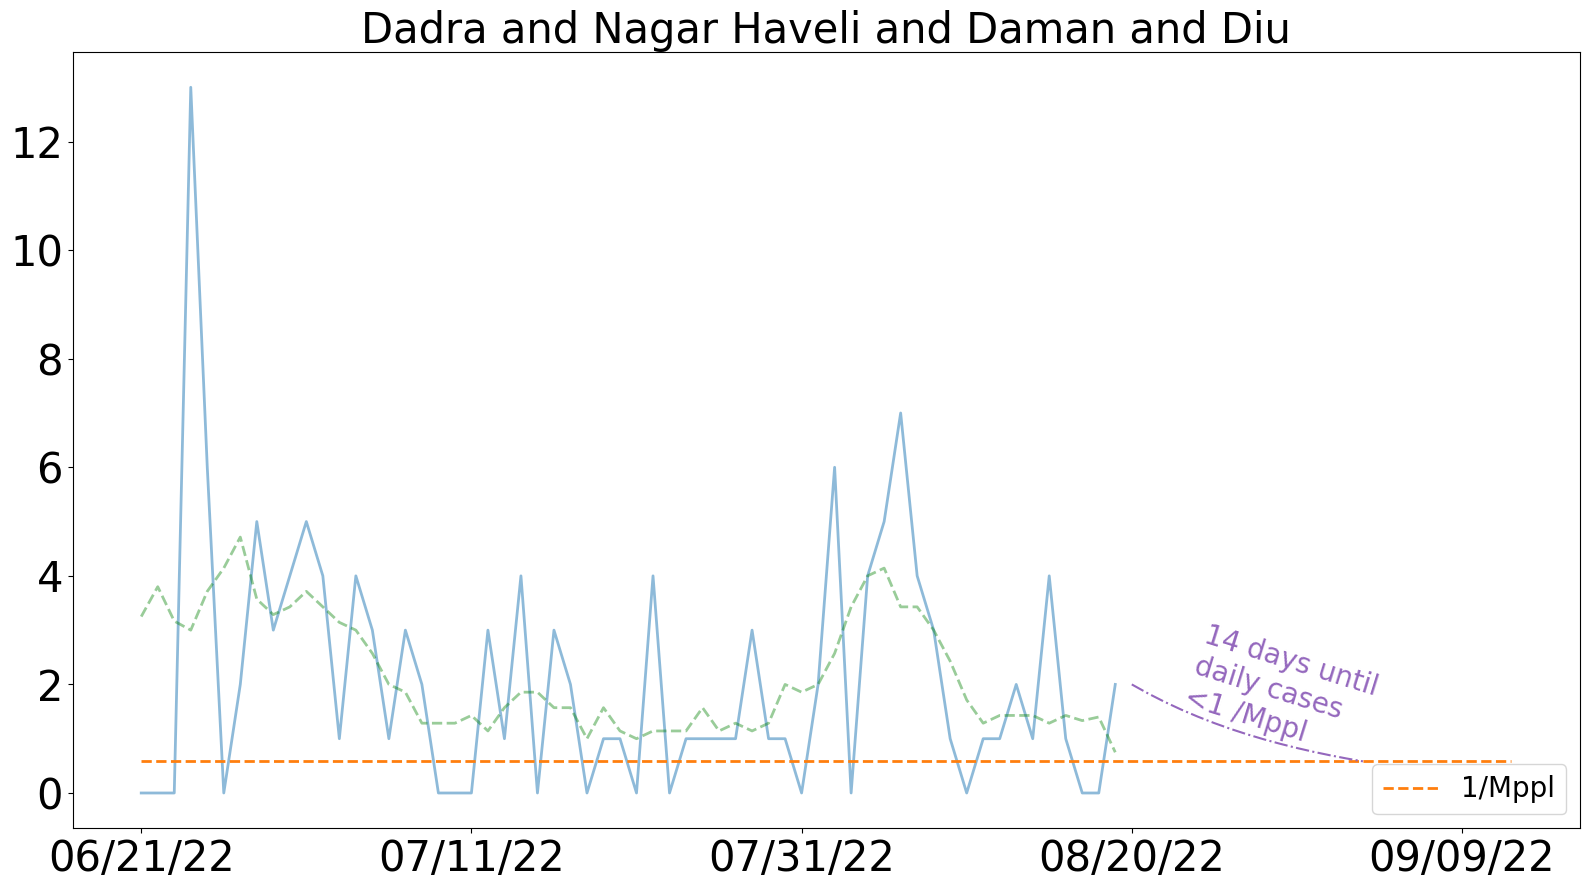 Dadra and Nagar Haveli and Daman and Diu
12
10
8
6
4
2
0
14 days until
daily cases
<1 /Mppl
1/Mppl
06/21/22
07/11/22
07/31/22
08/20/22
09/09/22